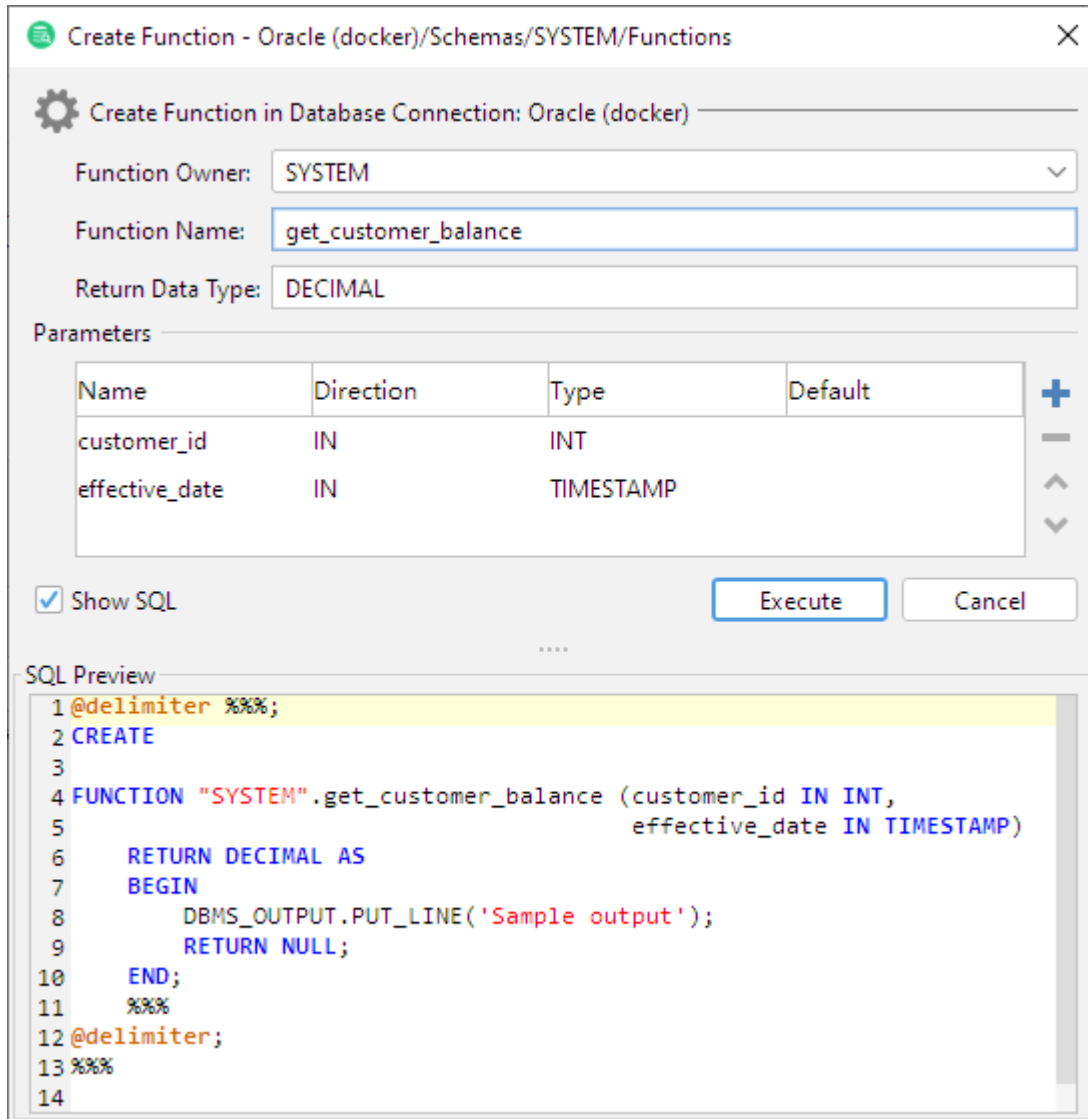 Create Function - Oracle (docker)/Schemas/SYSTEM/Functions
Create Function in Database Connection: Oracle (docker)
Function Owner: SYSTEM
Function Name: get_customer_balance
Return Data Type: DECIMAL
Parameters
Name Direction Type Default
customer_id IN INT
effective_date IN TIMESTAMP
Show SQL Execute Cancel
SQL Preview
1 @delimiter %%%;
2 CREATE
3
4 FUNCTION "SYSTEM".get_customer_balance (customer_id IN INT,
5 effective_date IN TIMESTAMP)
6 RETURN DECIMAL AS
7 BEGIN
8 DBMS_OUTPUT.PUT_LINE('Sample output');
9 RETURN NULL;
10 END;
11 %%%
12 @delimiter;
13 %%%
14